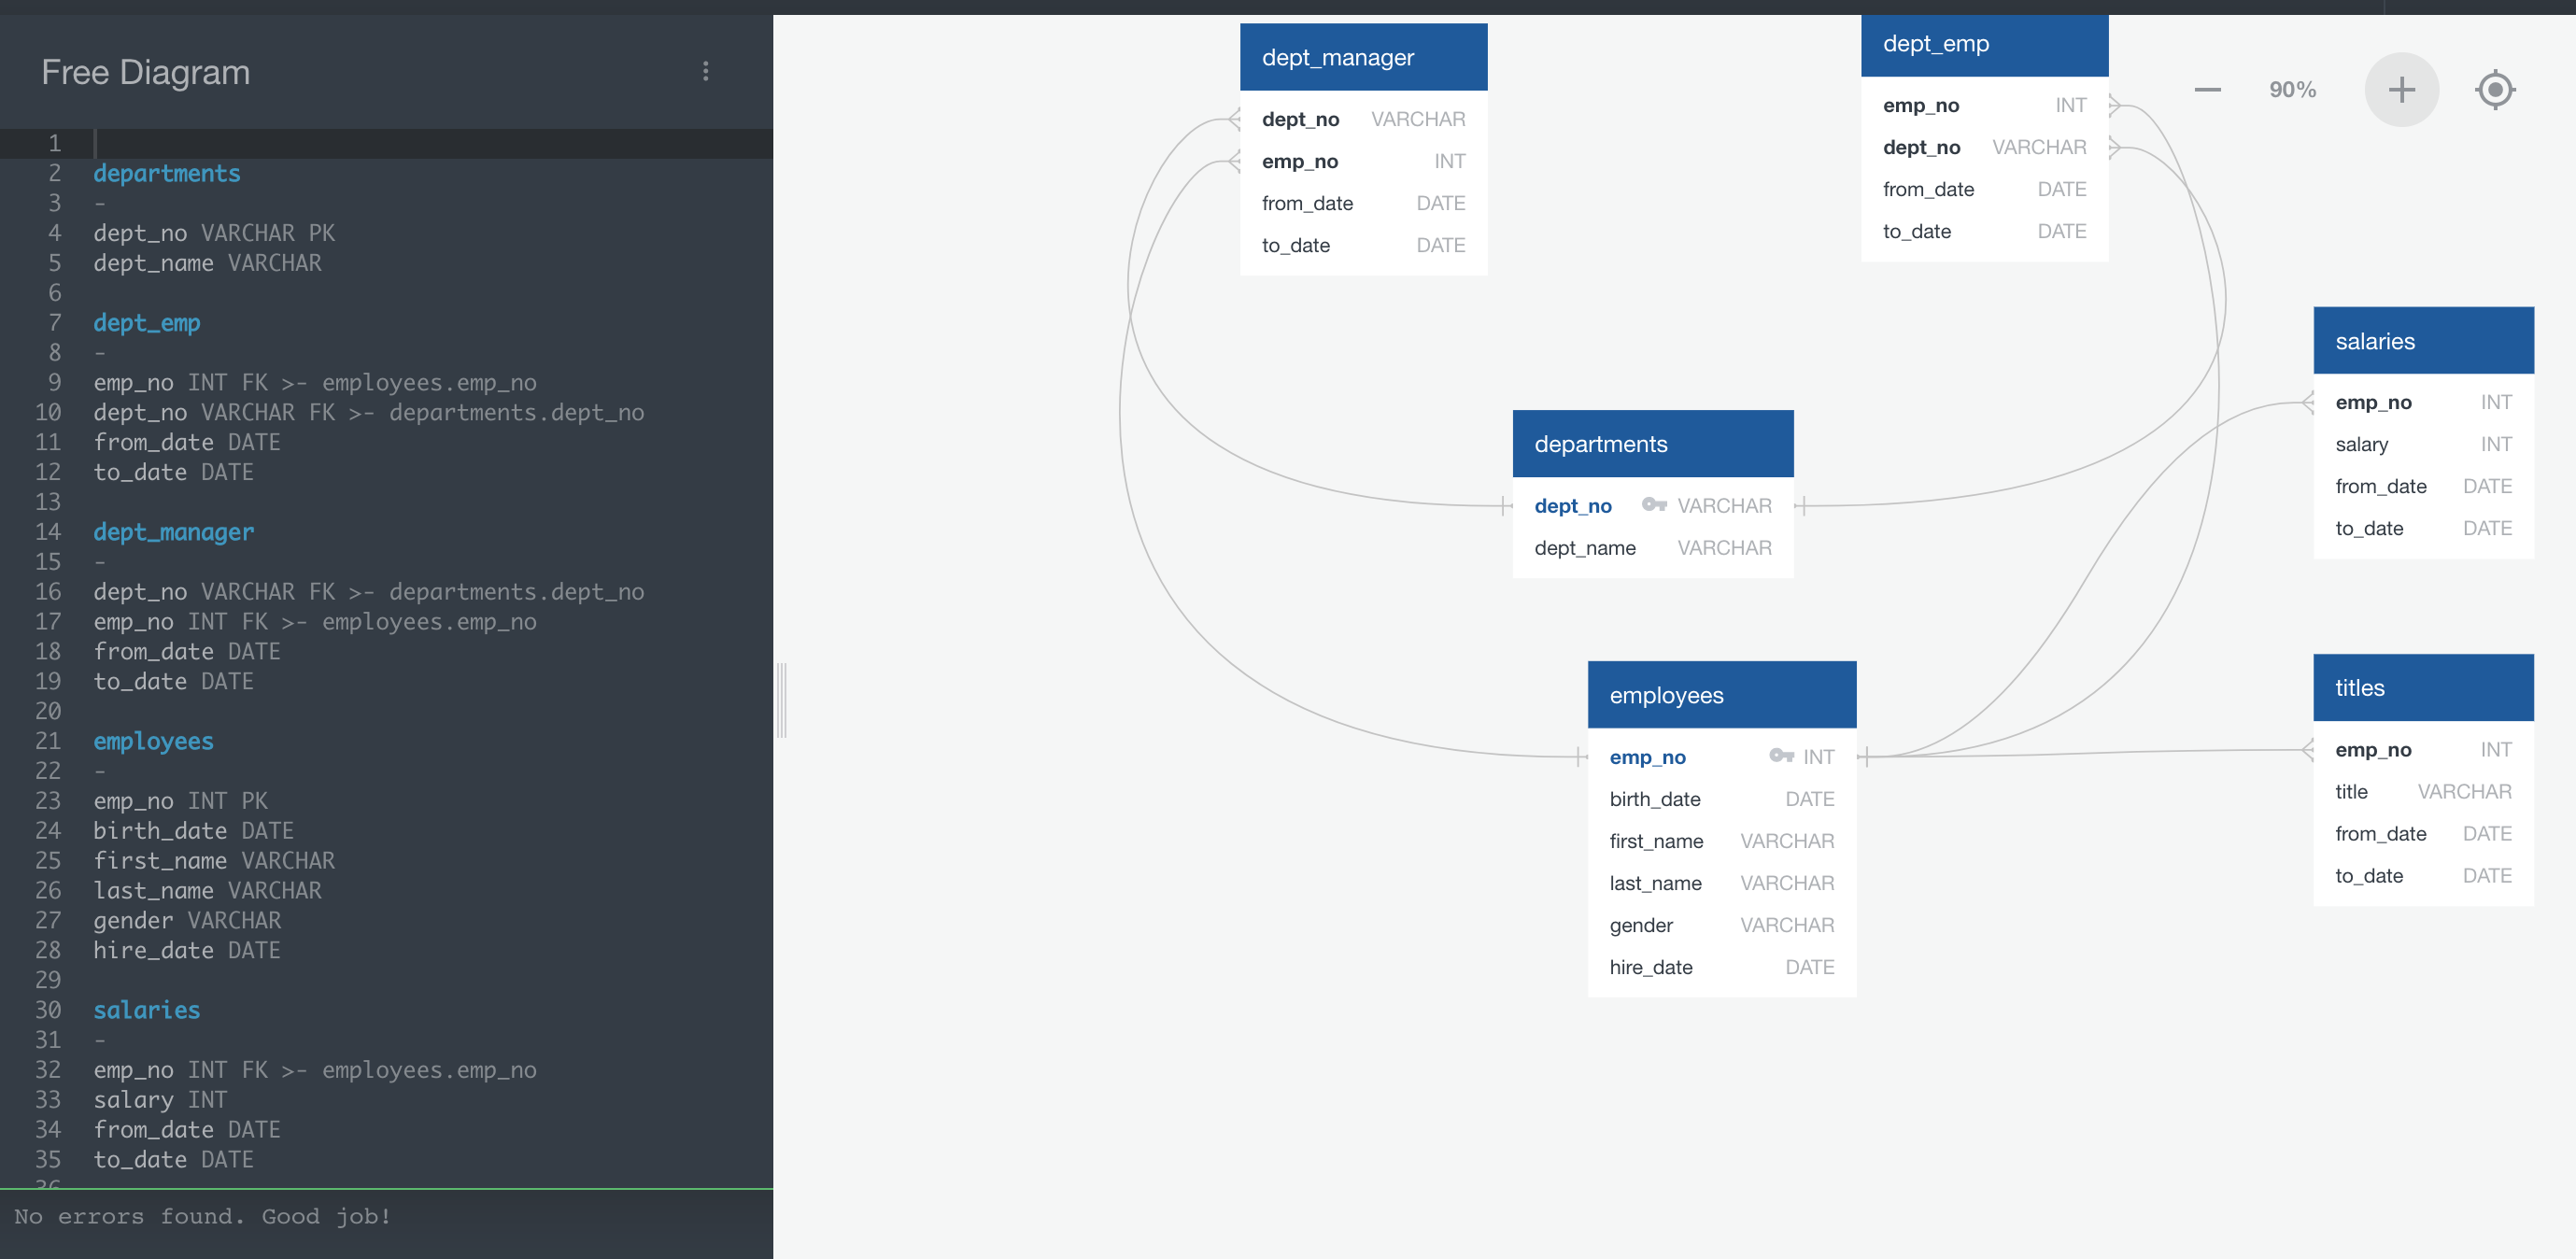 Free Diagram
1
2 departments
3 -
4 dept_no VARCHAR PK
5 dept_name VARCHAR
6
7 dept_emp
8 -
9 emp_no INT FK >- employees.emp_no
10 dept_no VARCHAR FK >- departments.dept_no
11 from_date DATE
12 to_date DATE
13
14 dept_manager
15 -
16 dept_no VARCHAR FK >- departments.dept_no
17 emp_no INT FK >- employees.emp_no
18 from_date DATE
19 to_date DATE
20
21 employees
22 -
23 emp_no INT PK
24 birth_date DATE
25 first_name VARCHAR
26 last_name VARCHAR
27 gender VARCHAR
28 hire_date DATE
29
30 salaries
31 -
32 emp_no INT FK >- employees.emp_no
33 salary INT
34 from_date DATE
35 to_date DATE
36
No errors found. Good job!
dept_manager
dept_no VARCHAR
emp_no INT
from_date DATE
to_date DATE
dept_emp
emp_no INT
dept_no VARCHAR
from_date DATE
to_date DATE
90%
salaries
emp_no INT
salary INT
from_date DATE
to_date DATE
departments
dept_no VARCHAR
dept_name VARCHAR
employees
emp_no INT
birth_date DATE
first_name VARCHAR
last_name VARCHAR
gender VARCHAR
hire_date DATE
titles
emp_no INT
title VARCHAR
from_date DATE
to_date DATE